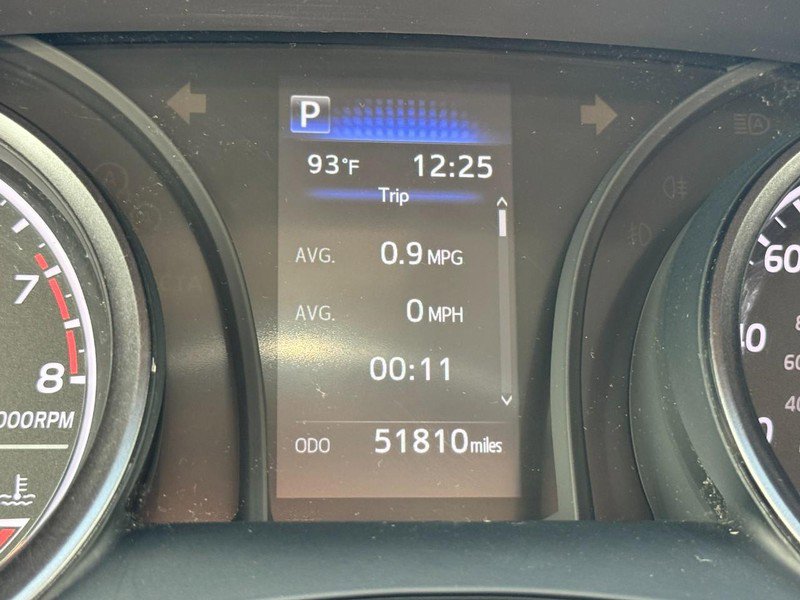 P
93°F 12:25
Trip
AVG. 0.9 MPG
AVG. 0 MPH
00:11
ODO 51810 miles
7
8
000RPM
60
40